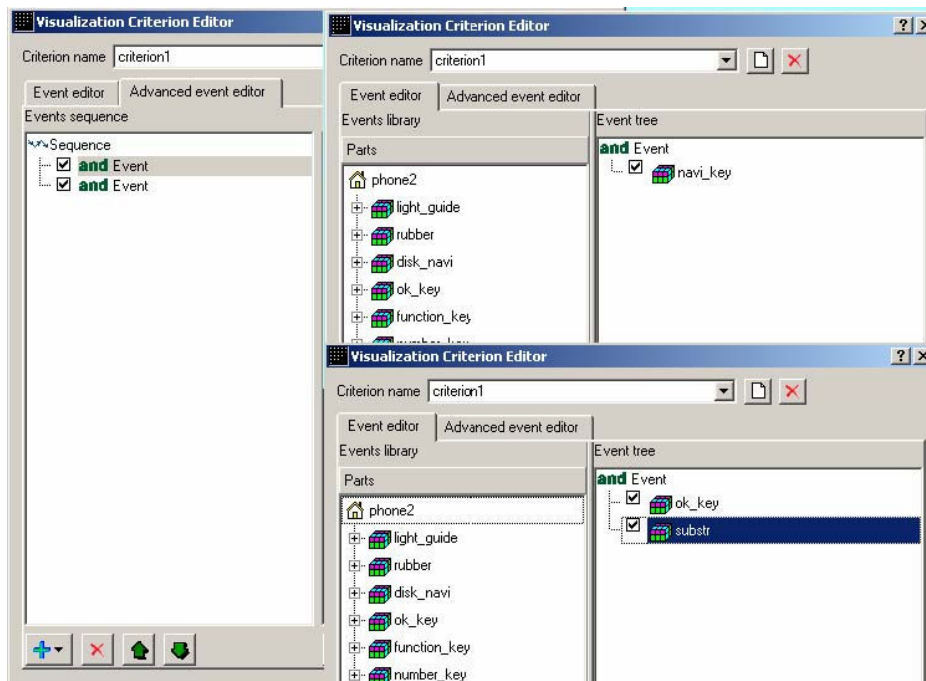 Visualization Criterion Editor
Criterion name criterion1
Event editor Advanced event editor
Events sequence
Sequence
and Event
and Event
Visualization Criterion Editor
Criterion name criterion1
Event editor Advanced event editor
Events library Event tree
Parts
and Event
navi_key
phone2
light_guide
rubber
disk_navi
ok_key
function_key
Visualization Criterion Editor
Criterion name criterion1
Event editor Advanced event editor
Events library Event tree
Parts
and Event
ok_key
substr
phone2
light_guide
rubber
disk_navi
ok_key
function_key
number_key